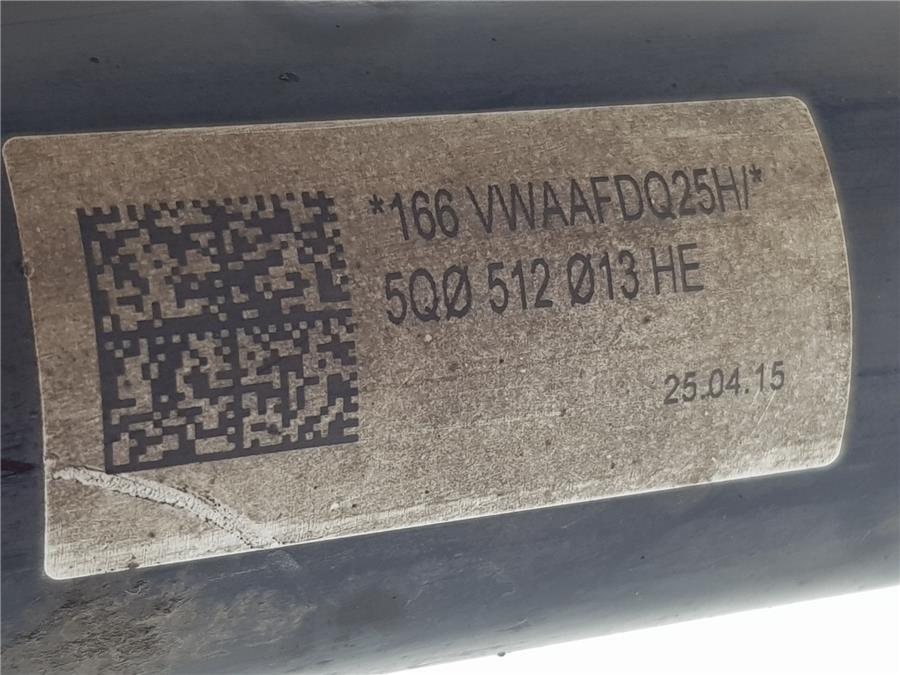 *166 VWAAFDQ25H/*
5QØ 512 Ø13 HE
25.04.15